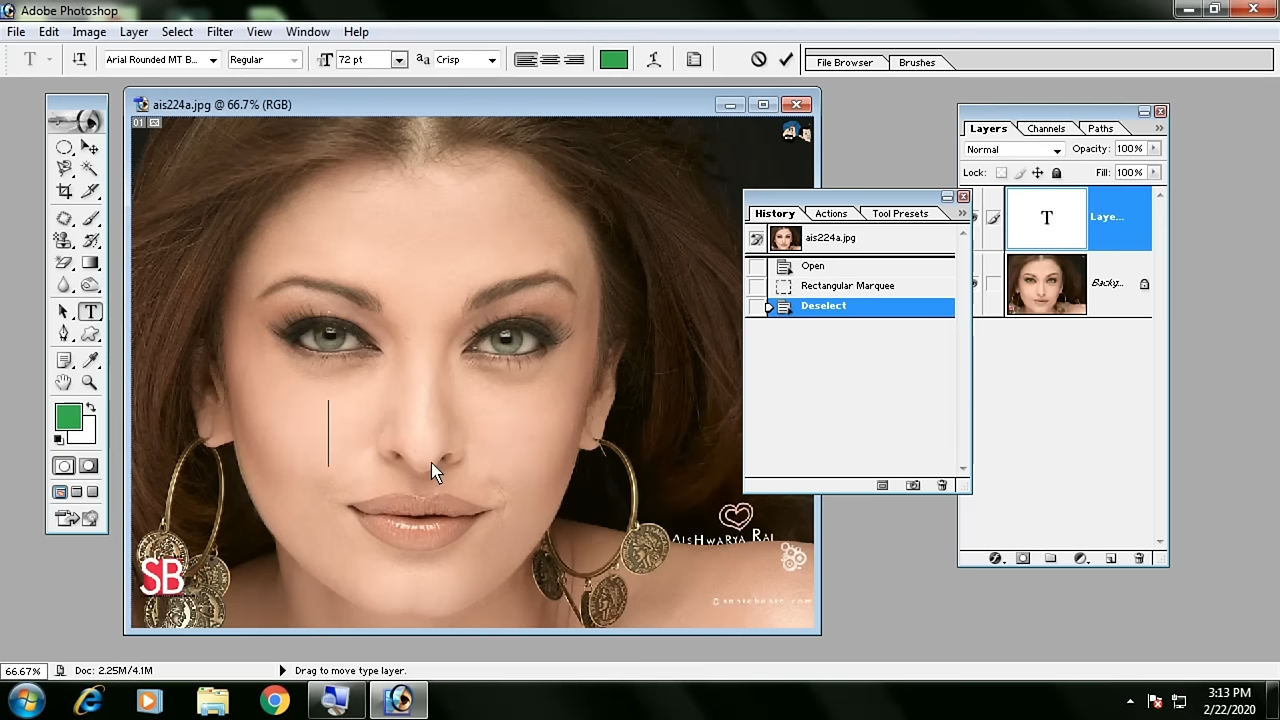 Adobe Photoshop
File Edit Image Layer Select Filter View Window Help
T Arial Rounded MT B... Regular T 72 pt aa Crisp File Browser Brushes
ais224a.jpg @ 66.7% (RGB)
01
Layers Channels Paths
Normal Opacity: 100%
Lock: Fill: 100%
T Laye...
Backg...
History Actions Tool Presets
ais224a.jpg
Open
Rectangular Marquee
Deselect
T
AISHWARYA RAI
SB
66.67% Doc: 2.25M/4.1M Drag to move type layer.
3:13 PM
2/22/2020